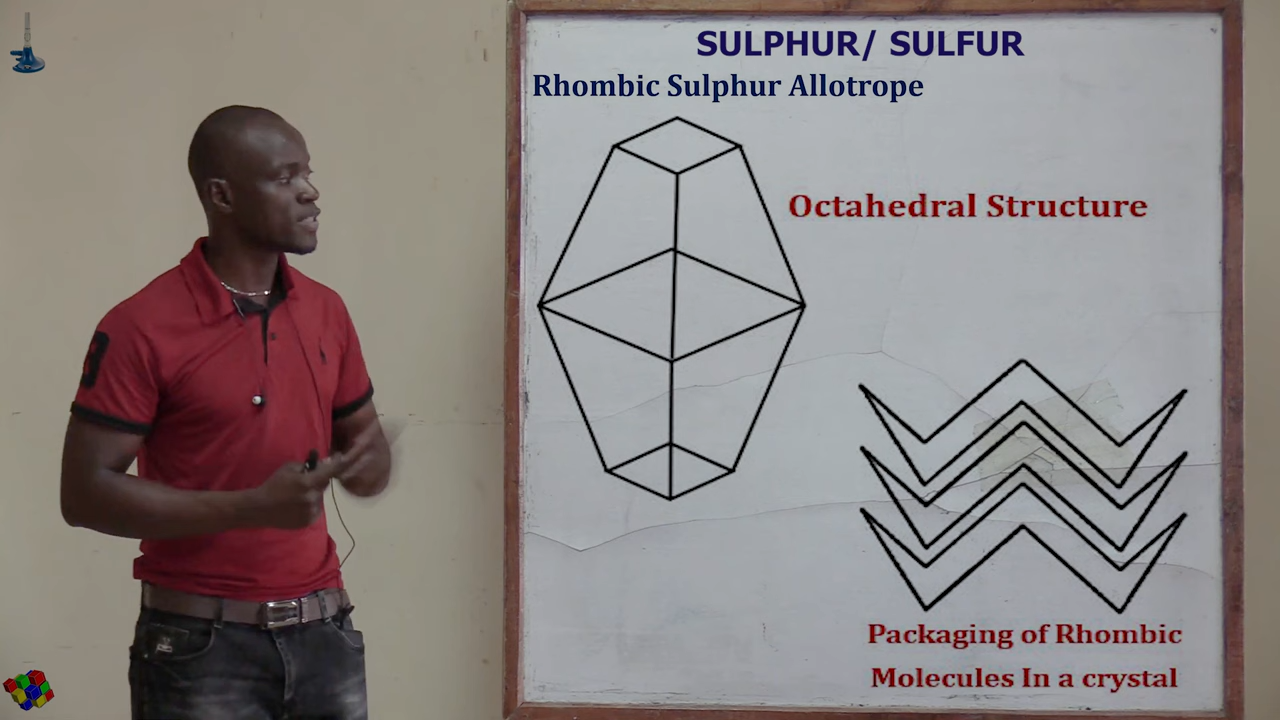 SULPHUR/ SULFUR
Rhombic Sulphur Allotrope
Octahedral Structure
Packaging of Rhombic
Molecules In a crystal